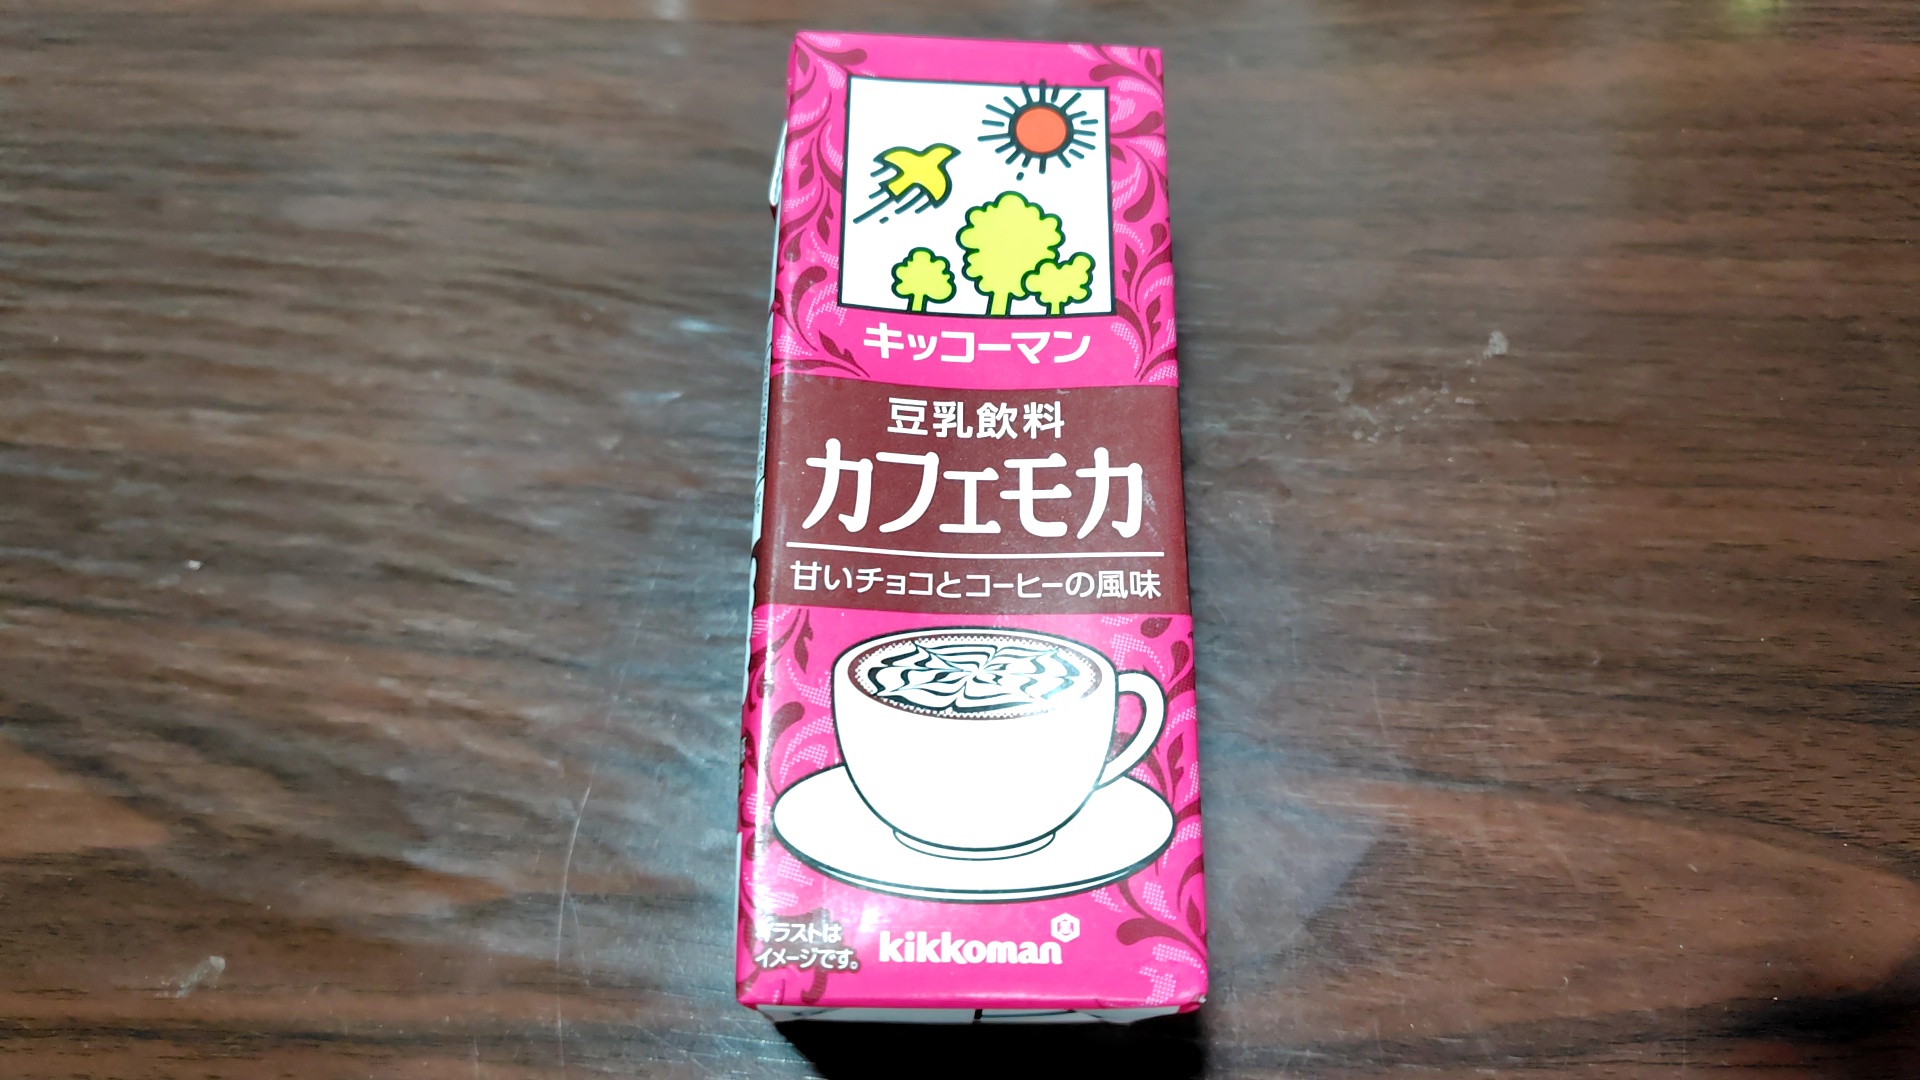 キッコーマン
豆乳飲料
カフェモカ
甘いチョコとコーヒーの風味
イラストは
イメージです。
kikkoman